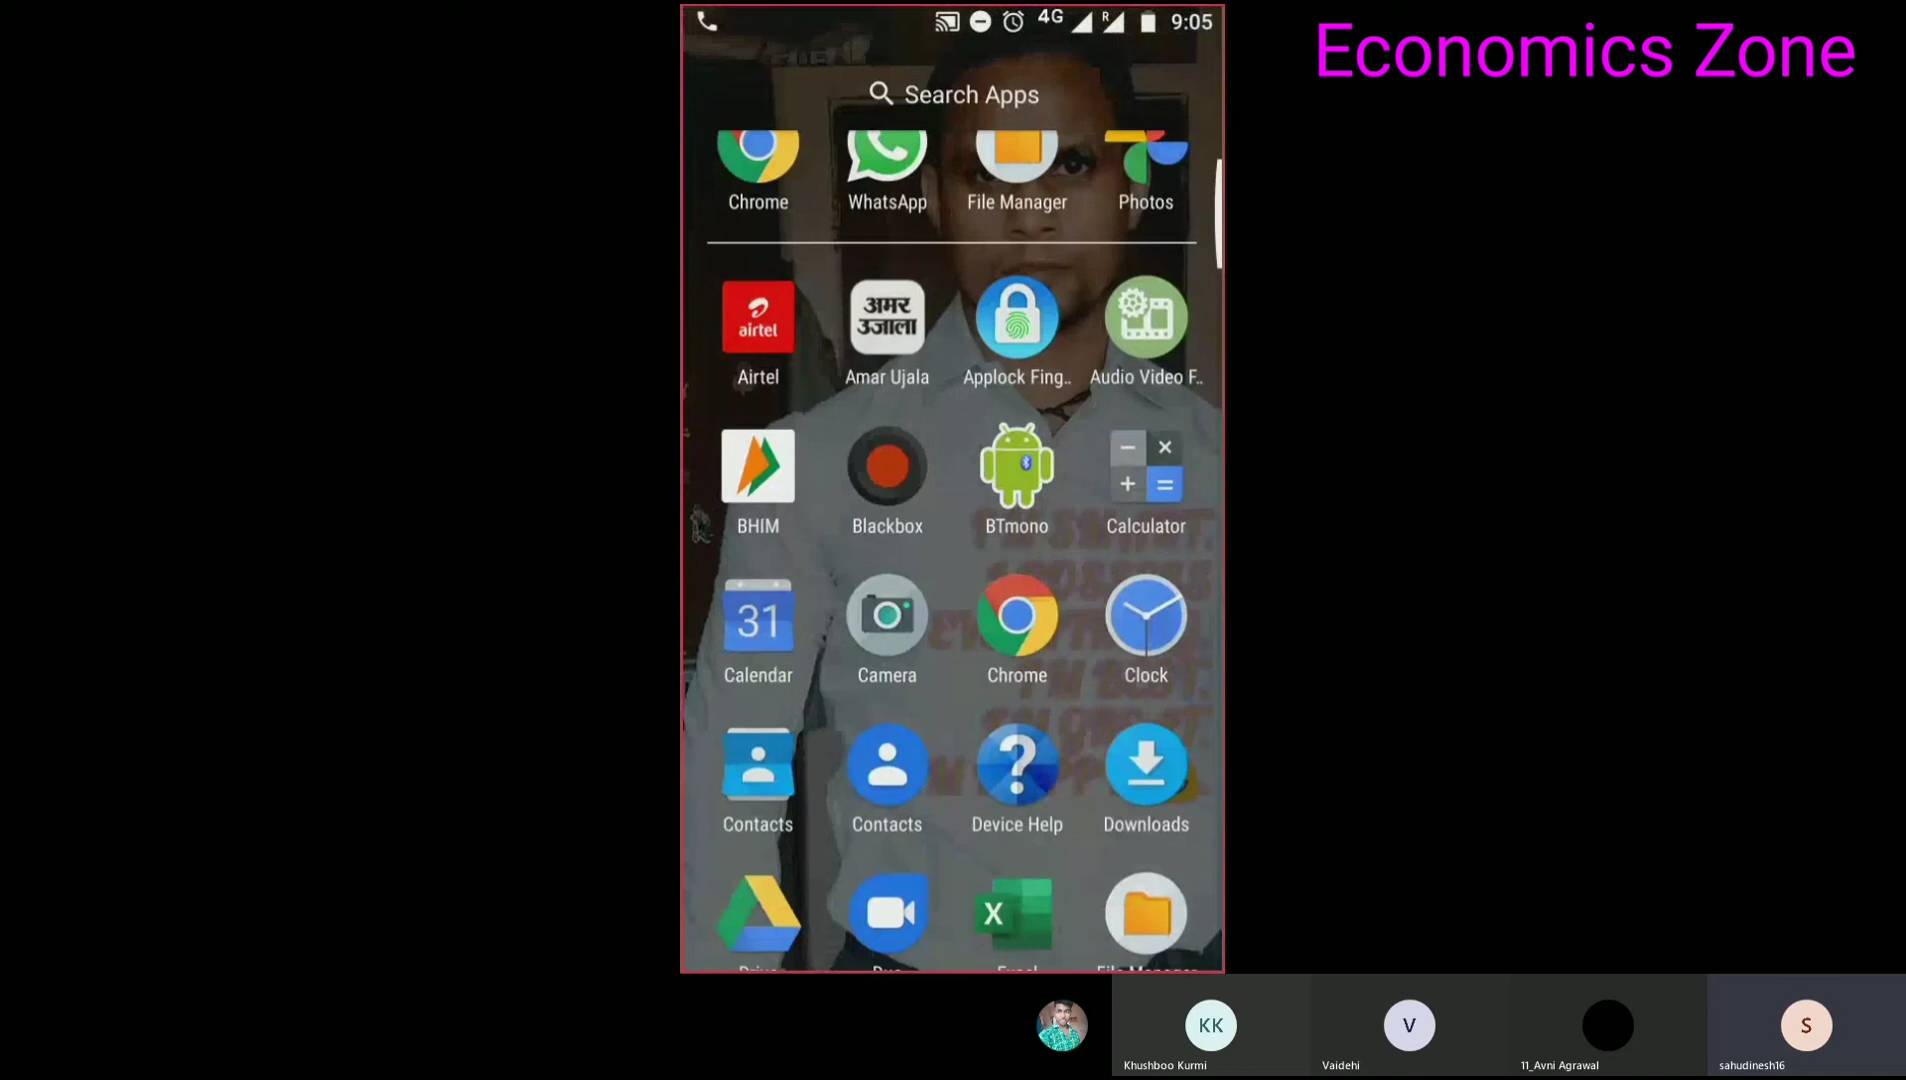 Economics Zone
4G R 9:05
Search Apps
Chrome WhatsApp File Manager Photos
airtel
अमर
उजाला
Airtel Amar Ujala Applock Fing.. Audio Video F..
BHIM Blackbox BTmono Calculator
31
Calendar Camera Chrome Clock
Contacts Contacts Device Help Downloads
X
KK V S
Khushboo Kurmi Vaidehi 11_Avni Agrawal sahudinesh16